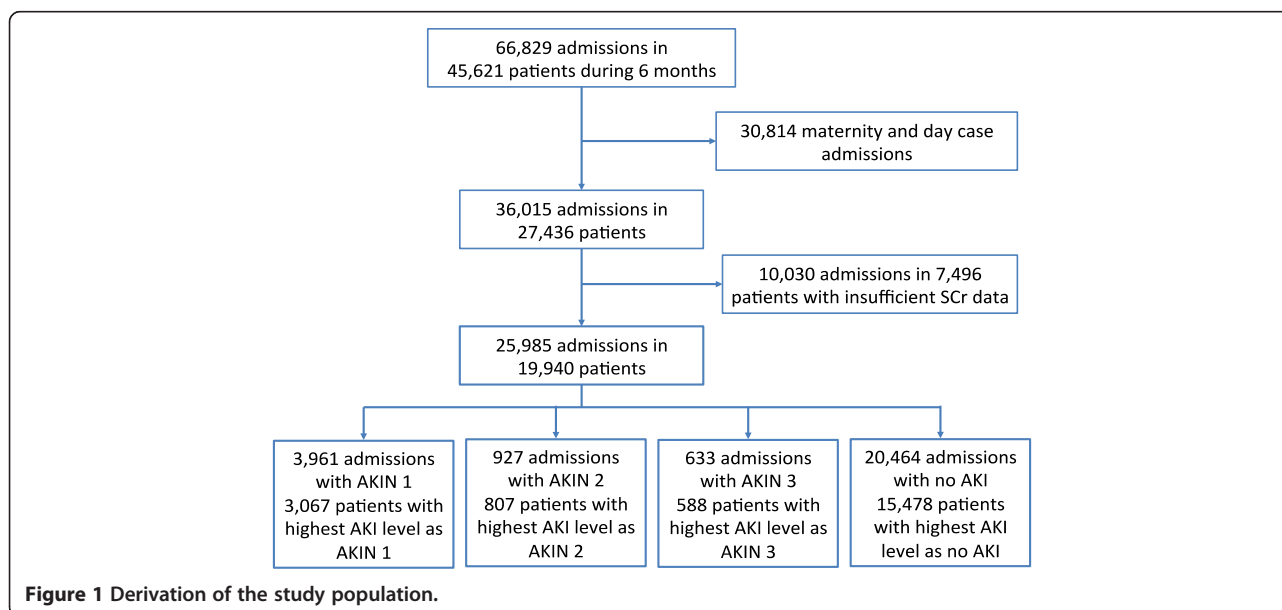 66,829 admissions in
45,621 patients during 6 months
30,814 maternity and day case
admissions
36,015 admissions in
27,436 patients
10,030 admissions in 7,496
patients with insufficient SCr data
25,985 admissions in
19,940 patients
3,961 admissions
with AKIN 1
3,067 patients with
highest AKI level as
AKIN 1
927 admissions
with AKIN 2
807 patients with
highest AKI level as
AKIN 2
633 admissions
with AKIN 3
588 patients with
highest AKI level as
AKIN 3
20,464 admissions
with no AKI
15,478 patients
with highest AKI
level as no AKI
Figure 1 Derivation of the study population.